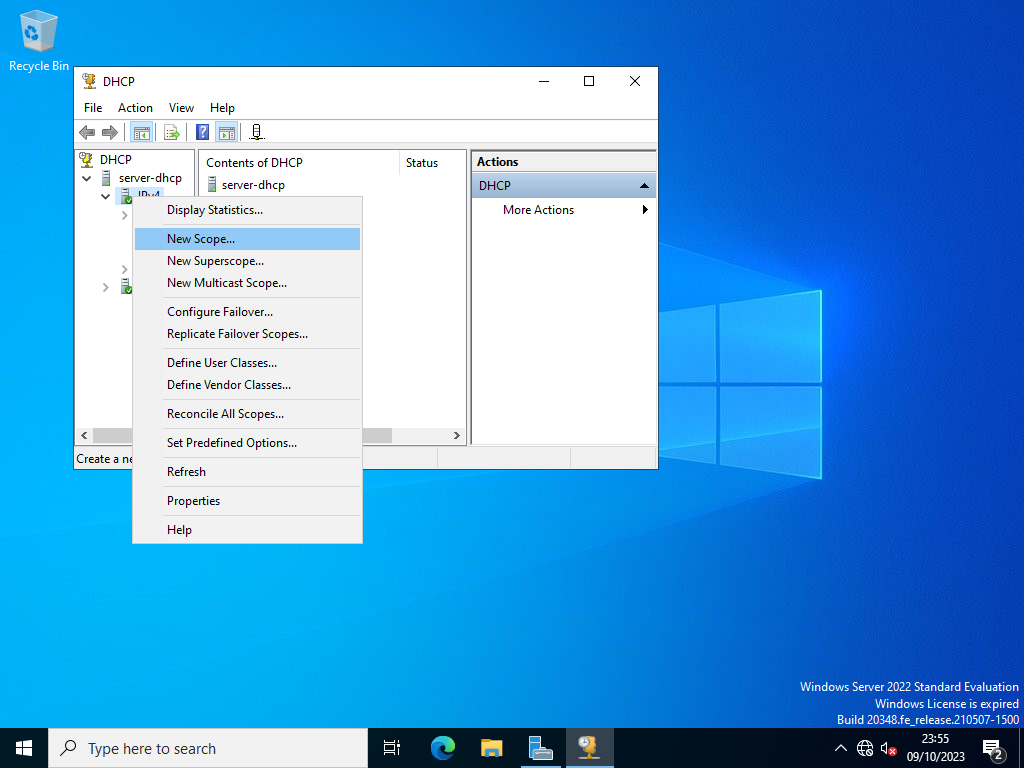 Recycle Bin
DHCP
File Action View Help
DHCP
server-dhcp
IPv4
Contents of DHCP
Status
server-dhcp
Actions
DHCP
More Actions
Display Statistics...
New Scope...
New Superscope...
New Multicast Scope...
Configure Failover...
Replicate Failover Scopes...
Define User Classes...
Define Vendor Classes...
Reconcile All Scopes...
Set Predefined Options...
Refresh
Properties
Help
Create a ne
Windows Server 2022 Standard Evaluation
Windows License is expired
Build 20348.fe_release.210507-1500
Type here to search
23:55
09/10/2023
2